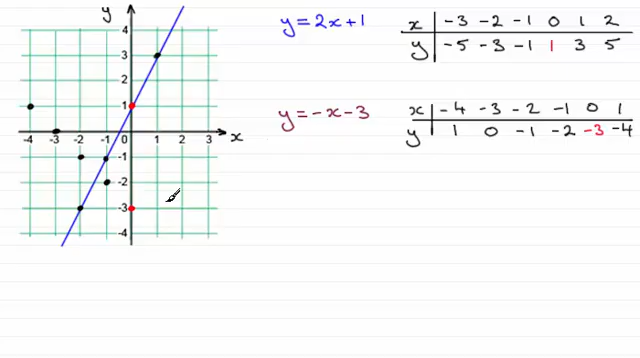 y
4
3
2
1
-4 -3 -2 -1 0 1 2 3 x
-1
-2
-3
-4
y = 2x + 1
x -3 -2 -1 0 1 2
y -5 -3 -1 1 3 5
y = -x - 3
x -4 -3 -2 -1 0 1
y 1 0 -1 -2 -3 -4